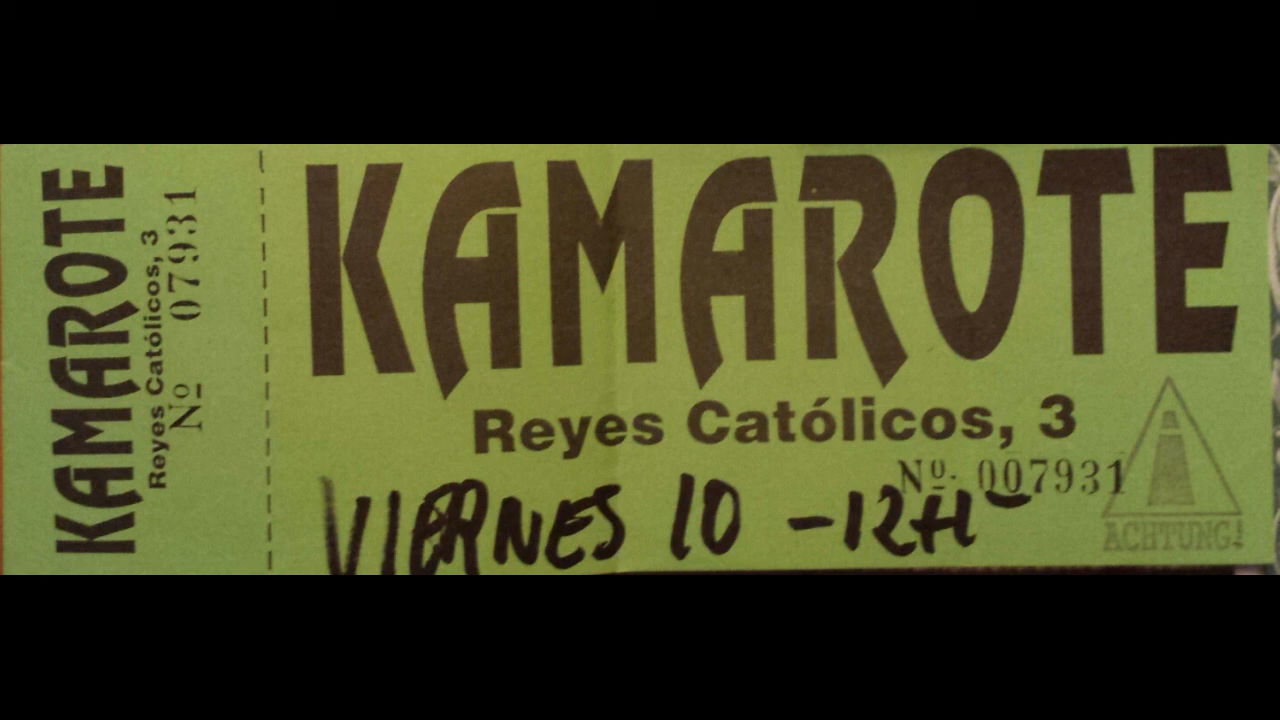 KAMAROTE
Reyes Católicos, 3
Nº 07931
KAMAROTE
Reyes Católicos, 3
Nº. 007931
VIERNES 10 - 12H
ACHTUNG!